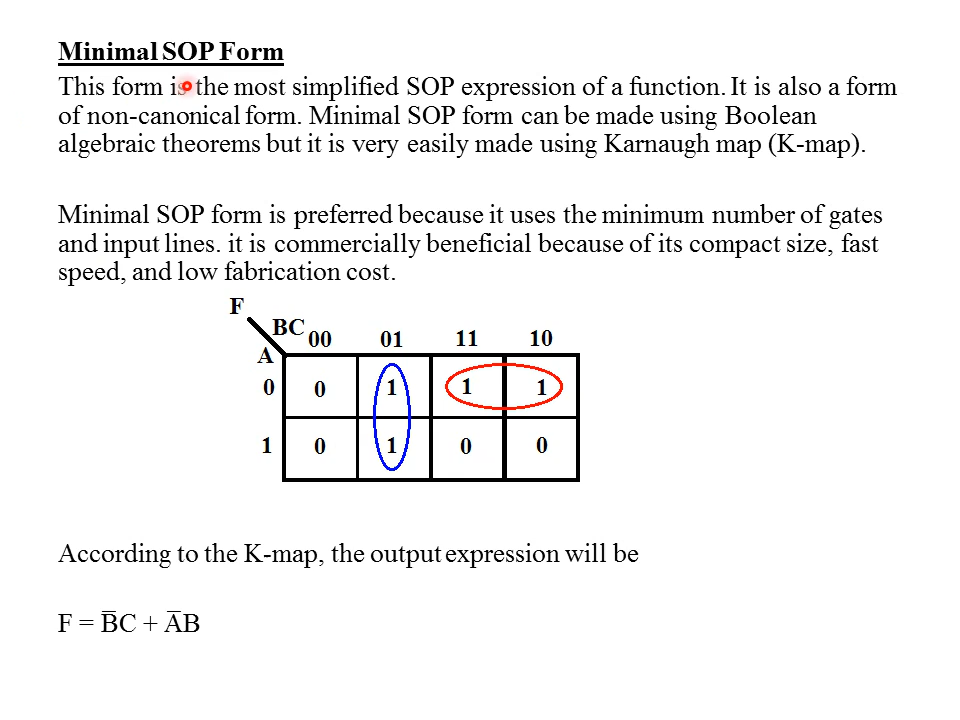 Minimal SOP Form
This form is the most simplified SOP expression of a function. It is also a form
of non-canonical form. Minimal SOP form can be made using Boolean
algebraic theorems but it is very easily made using Karnaugh map (K-map).
Minimal SOP form is preferred because it uses the minimum number of gates
and input lines. it is commercially beneficial because of its compact size, fast
speed, and low fabrication cost.
F
BC 00 01 11 10
A
0 0 1 1 1
1 0 1 0 0
According to the K-map, the output expression will be
F = B̅C + A̅B